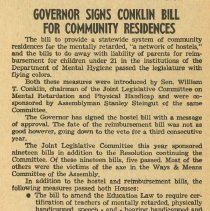 GOVERNOR SIGNS CONKLIN BILL
FOR COMMUNITY RESIDENCES
The bill to provide a statewide system of community
residences for the mentally retarded, "a network of hostels,"
and the bills to do away with liability of parents for reim-
bursement for children under 21 in the institutions of the
Department of Mental Hygiene passed the legislature with
flying colors.
Both these measures were introduced by Sen. William
T. Conklin, chairman of the Joint Legislative Committee on
Mental Retardation and Physical Handicap and were co-
sponsored by Assemblyman Stanley Steingut of the same
Committee.
The Governor has signed the hostel bill with a message of
approval. The fate of the reimbursement bill was not as
good however, going down to the veto for a third consecutive
year.
The Joint Legislative Committee this year sponsored
nineteen bills in addition to the Resolution continuing the
Committee. Of these nineteen bills, five passed. Most of
the others were the victims of the axe in the Ways & Means
Committee of the Assembly.
In addition to the hostel and reimbursement bills, the
following measures passed both Houses:
The bill to amend the Education Law to require cer-
tification of teachers of mentally retarded, physically
handicapped, speech - and - hearing handicapped and